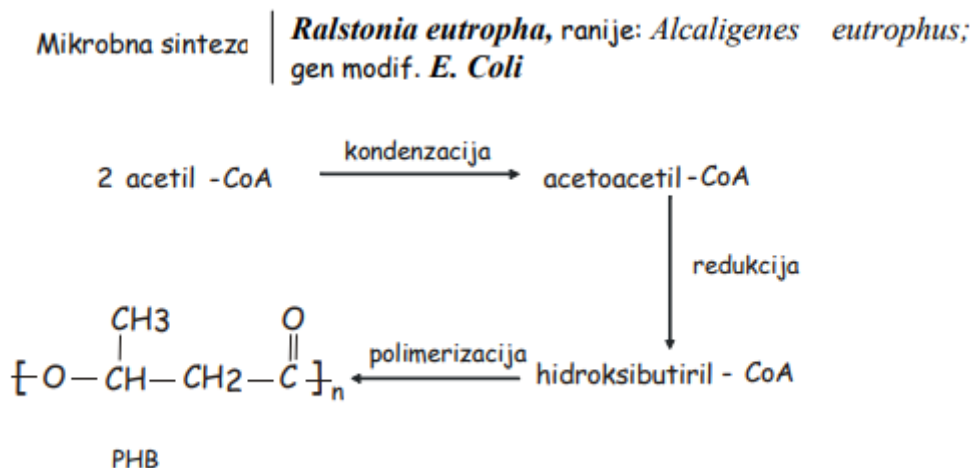 Mikrobna sinteza
Ralstonia eutropha, ranije: Alcaligenes eutrophus;
gen modif. E. Coli
2 acetil -CoA
kondenzacija
acetoacetil-CoA
redukcija
hidroksibutiril - CoA
polimerizacija
CH3
O
[O—CH—CH2—C]n
PHB